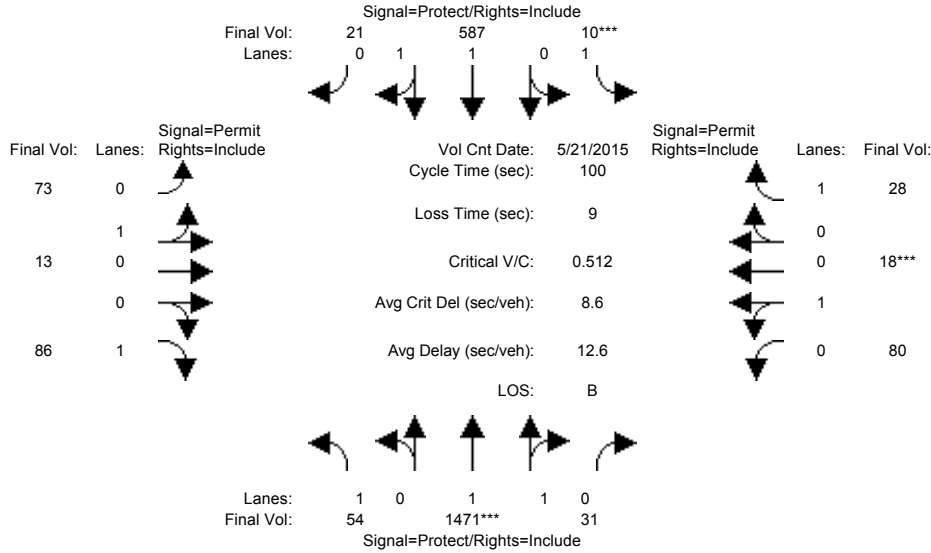 Signal=Protect/Rights=Include
Final Vol: 21 587 10***
Lanes: 0 1 1 0 1
Signal=Permit
Final Vol: Lanes: Rights=Include
Vol Cnt Date: 5/21/2015
Signal=Permit
Rights=Include Lanes: Final Vol:
Cycle Time (sec): 100
73 0
1 28
Loss Time (sec): 9
1
0
13 0
Critical V/C: 0.512
0 18***
0
Avg Crit Del (sec/veh): 8.6
1
86 1
Avg Delay (sec/veh): 12.6
0 80
LOS: B
Lanes: 1 0 1 1 0
Final Vol: 54 1471*** 31
Signal=Protect/Rights=Include